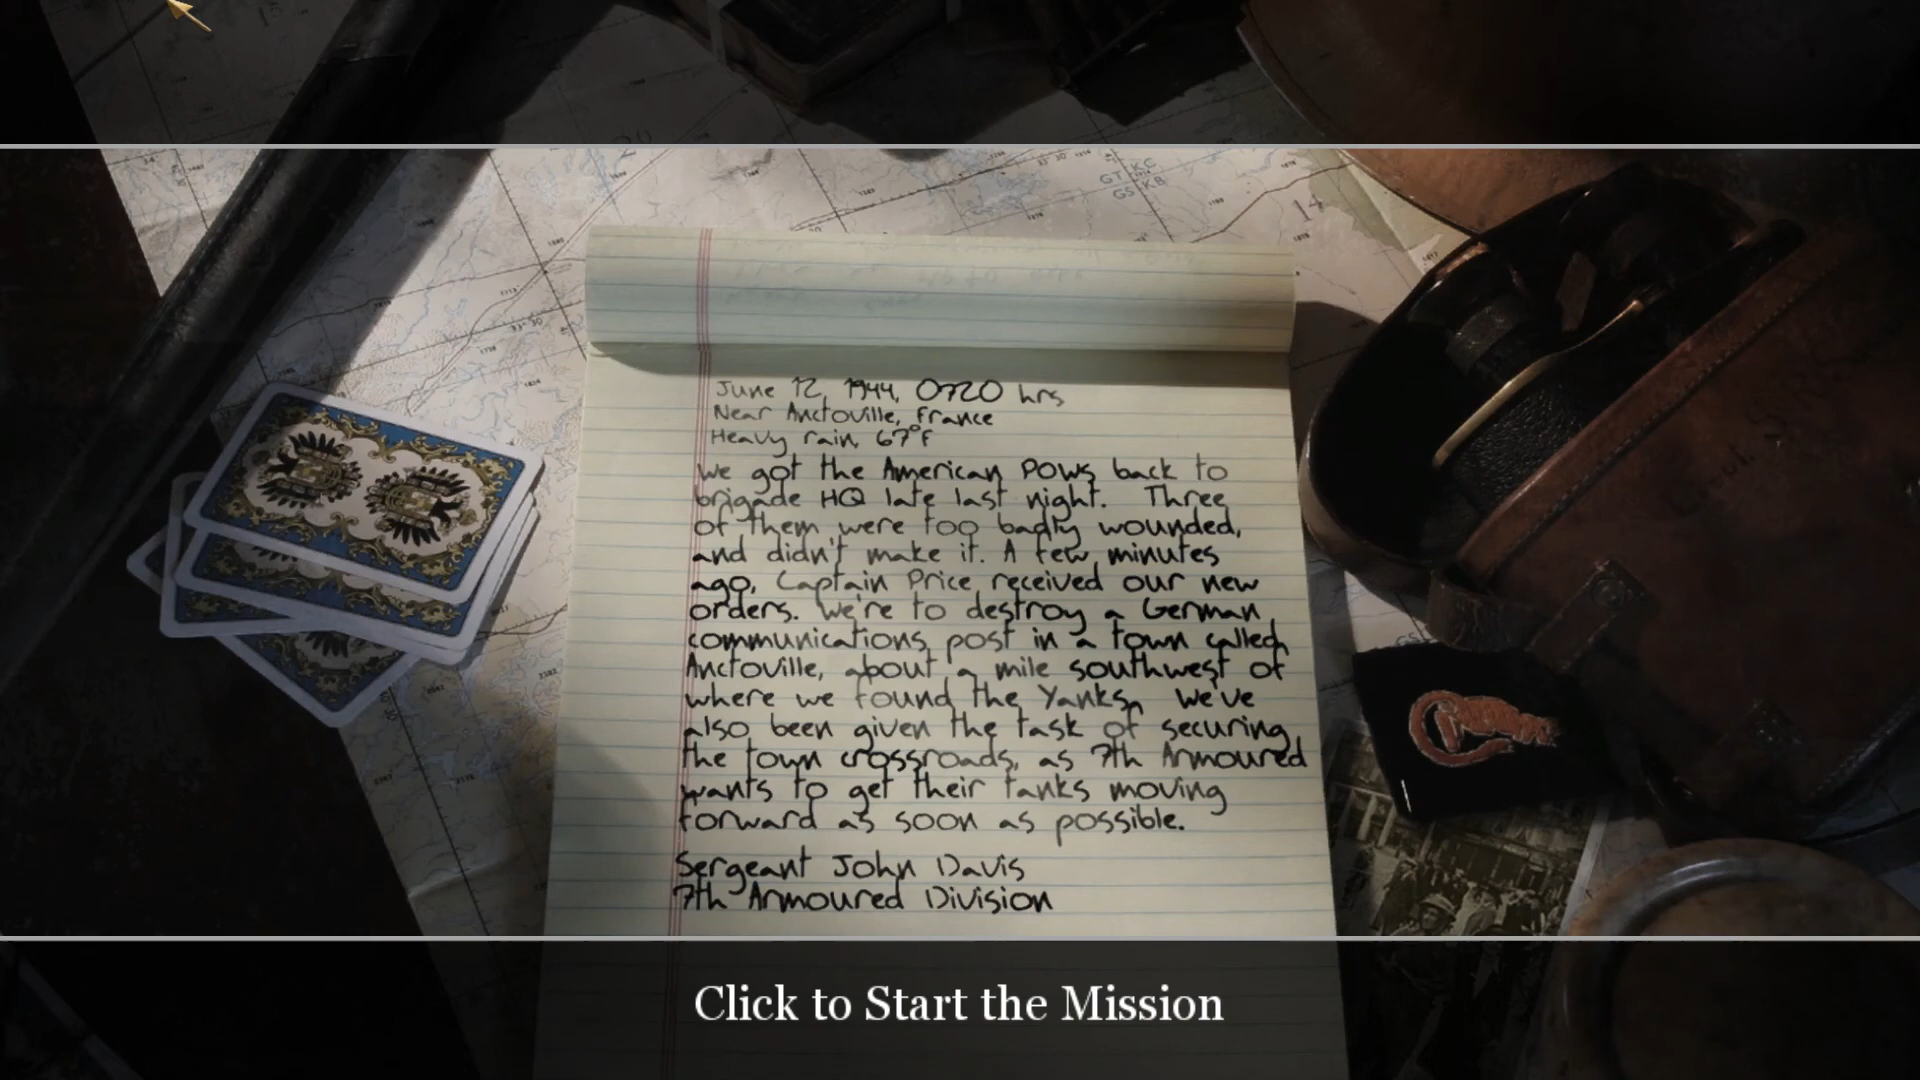 June 12, 1944, 0720 hrs
Near Anctoville, France
Heavy rain, 67°F
We got the American POWs back to
brigade HQ late last night. Three
of them were too badly wounded,
and didn't make it. A few minutes
ago, Captain Price received our new
orders. We're to destroy a German
communications post in a town called
Anctoville, about a mile southwest of
where we found the Yanks. We've
also been given the task of securing
the town crossroads, as 7th Armoured
wants to get their tanks moving
forward as soon as possible.
Sergeant John Davis
7th Armoured Division
Click to Start the Mission